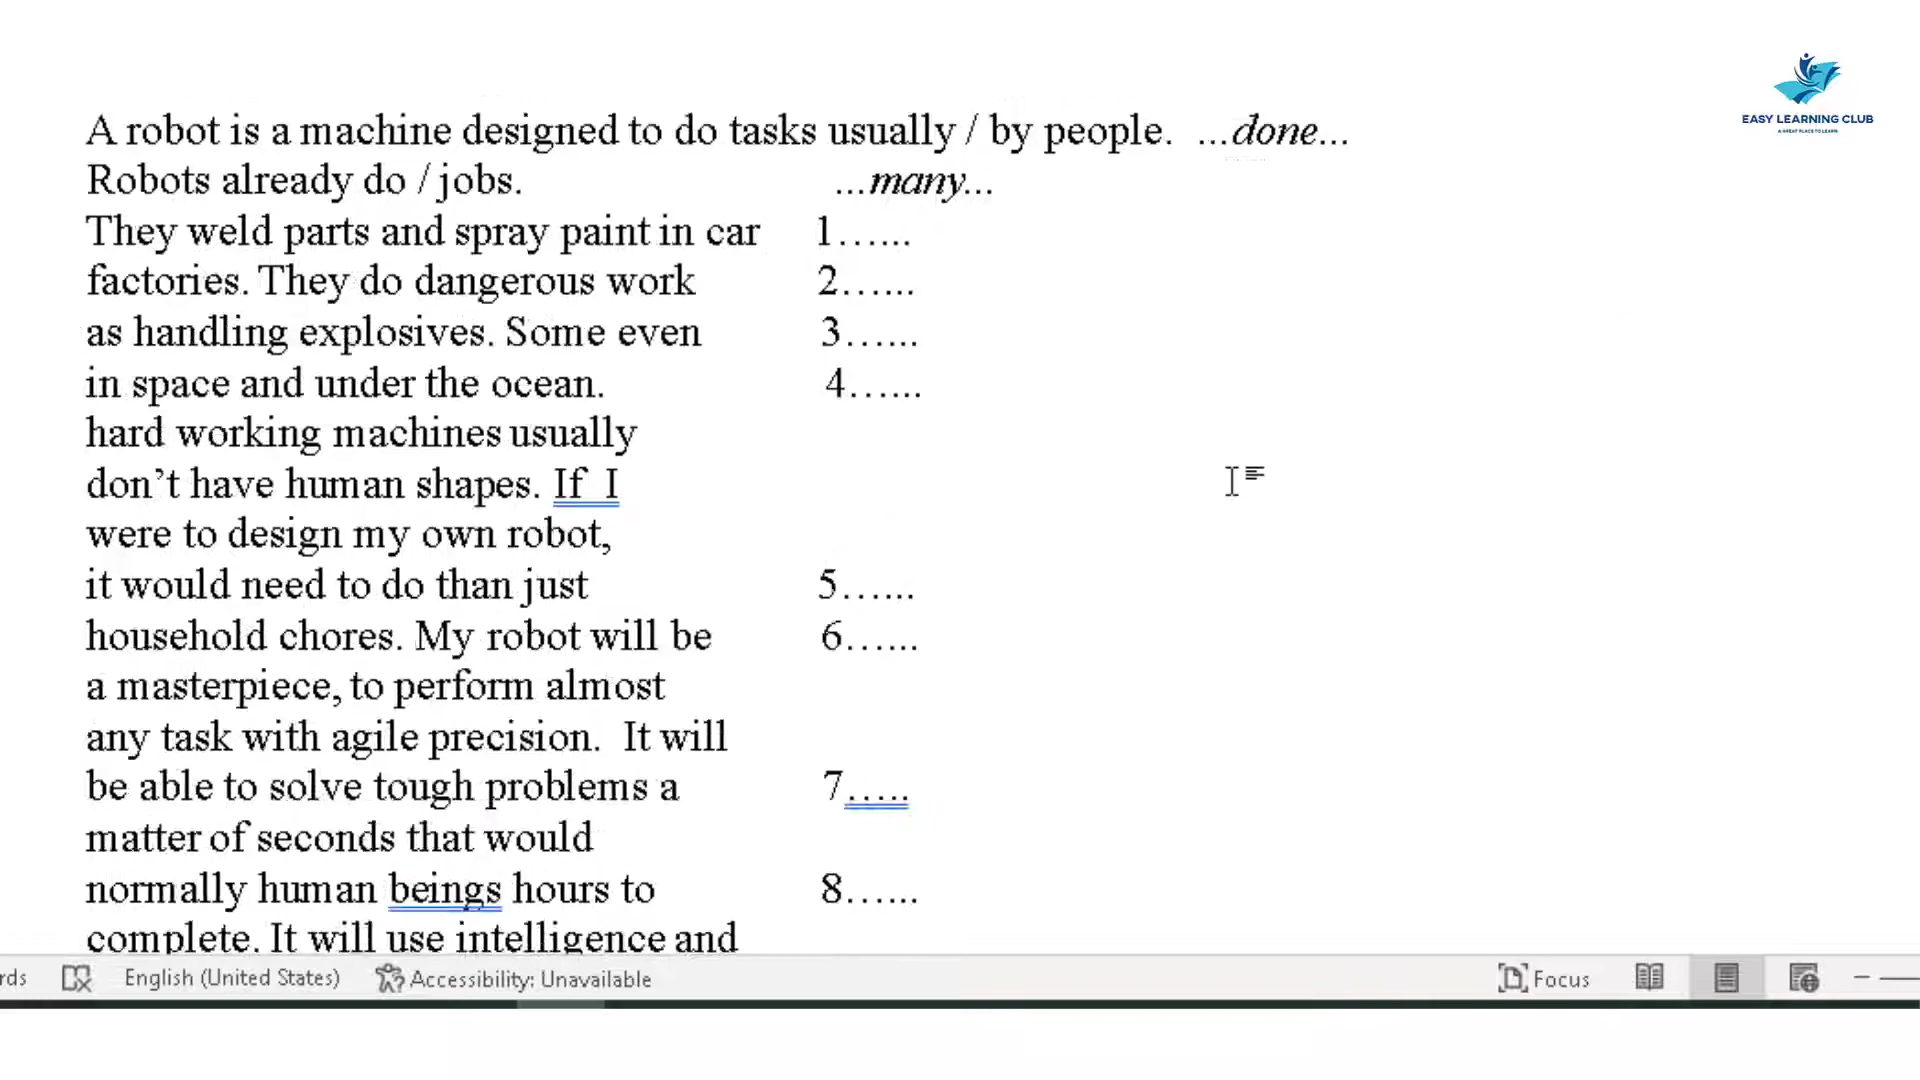 EASY LEARNING CLUB
A GREAT PLACE TO LEARN
A robot is a machine designed to do tasks usually / by people. ...done...
Robots already do / jobs. ...many...
They weld parts and spray paint in car 1......
factories. They do dangerous work 2......
as handling explosives. Some even 3......
in space and under the ocean. 4......
hard working machines usually
don’t have human shapes. If I
were to design my own robot,
it would need to do than just 5......
household chores. My robot will be 6......
a masterpiece, to perform almost
any task with agile precision. It will
be able to solve tough problems a 7.....
matter of seconds that would
normally human beings hours to 8......
complete. It will use intelligence and
rds English (United States) Accessibility: Unavailable Focus